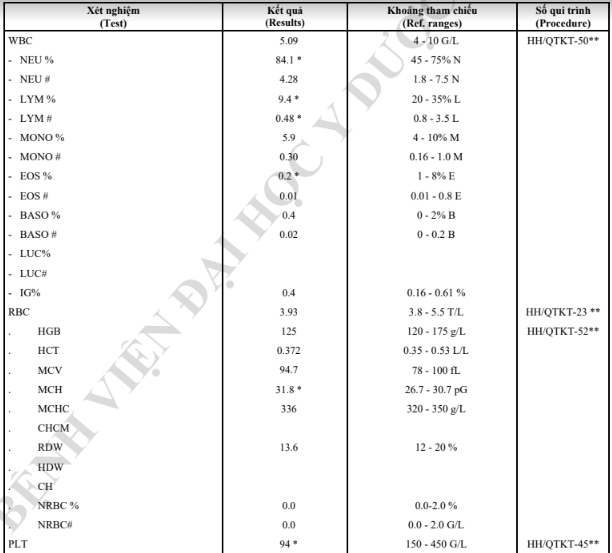 Xét nghiệm Kết quả Khoảng tham chiếu Số qui trình
(Test) (Results) (Ref. ranges) (Procedure)
WBC 5.09 4 - 10 G/L HH/QTKT-50**
- NEU % 84.1 * 45 - 75% N
- NEU # 4.28 1.8 - 7.5 N
- LYM % 9.4 * 20 - 35% L
- LYM # 0.48 * 0.8 - 3.5 L
- MONO % 5.9 4 - 10% M
- MONO # 0.30 0.16 - 1.0 M
- EOS % 0.2 * 1 - 8% E
- EOS # 0.01 0.01 - 0.8 E
- BASO % 0.4 0 - 2% B
- BASO # 0.02 0 - 0.2 B
- LUC%
- LUC#
- IG% 0.4 0.16 - 0.61 %
RBC 3.93 3.8 - 5.5 T/L HH/QTKT-23 **
. HGB 125 120 - 175 g/L HH/QTKT-52**
. HCT 0.372 0.35 - 0.53 L/L
. MCV 94.7 78 - 100 fL
. MCH 31.8 * 26.7 - 30.7 pG
. MCHC 336 320 - 350 g/L
. CHCM
. RDW 13.6 12 - 20 %
. HDW
. CH
. NRBC % 0.0 0.0-2.0 %
. NRBC# 0.0 0.0 - 2.0 G/L
PLT 94 * 150 - 450 G/L HH/QTKT-45**
BỆNH VIỆN ĐẠI HỌC Y DƯỢC